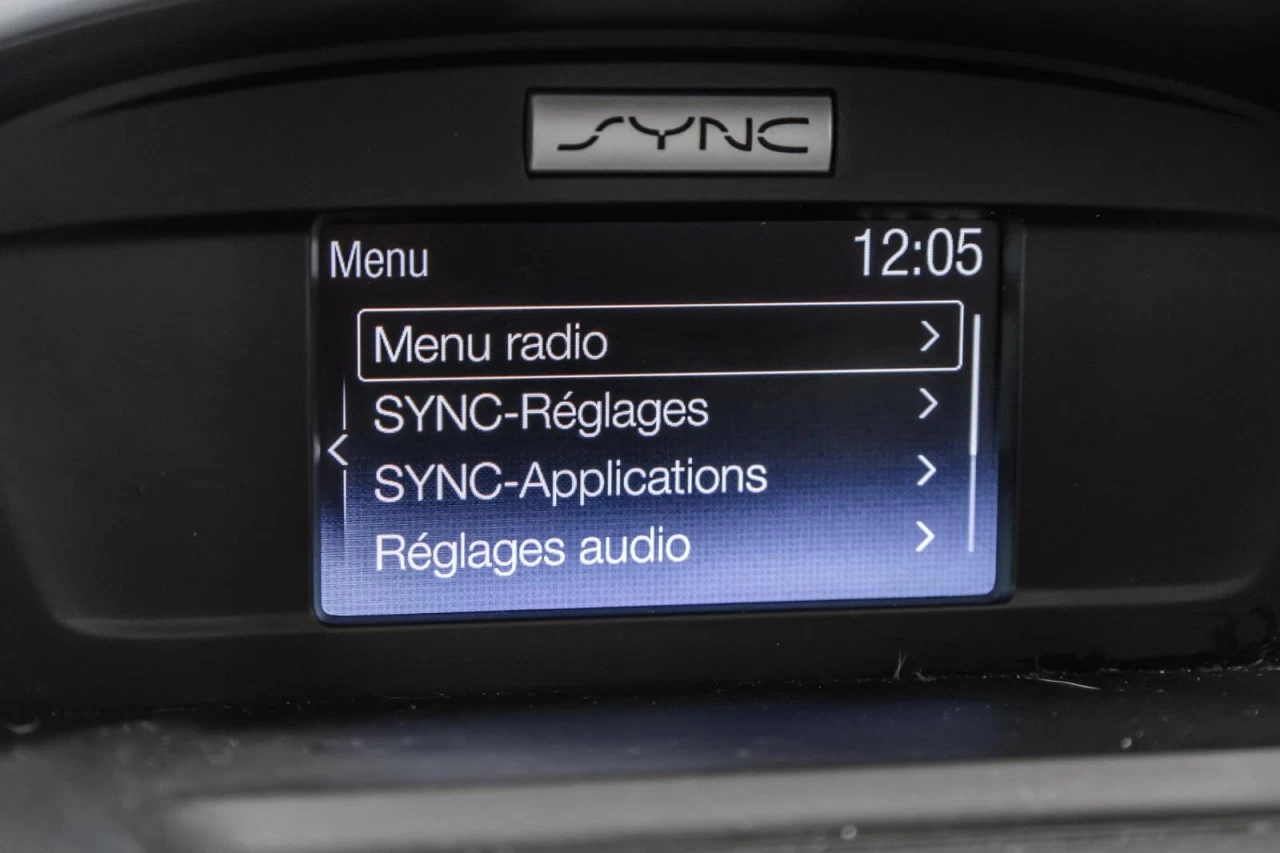 SYNC
Menu 12:05
Menu radio
SYNC-Réglages
SYNC-Applications
Réglages audio